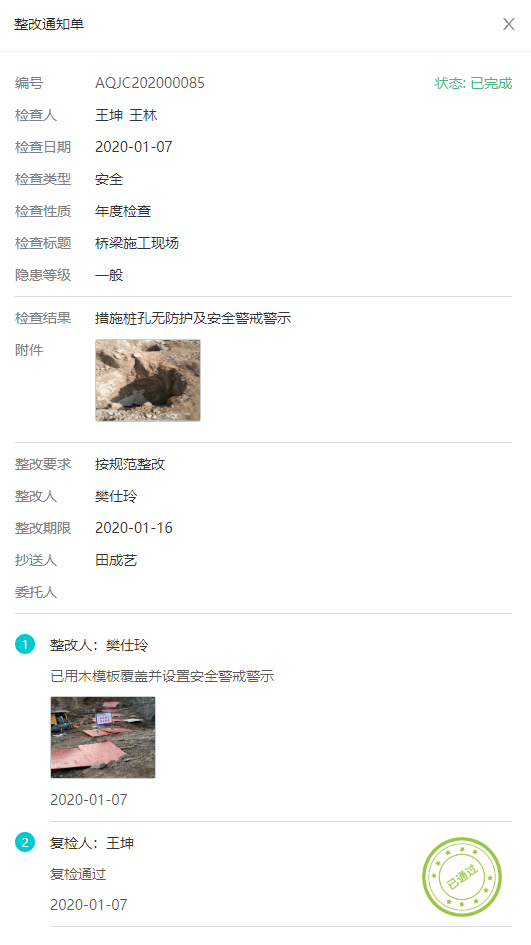 整改通知单
编号 AQJC202000085 状态: 已完成
检查人 王坤 王林
检查日期 2020-01-07
检查类型 安全
检查性质 年度检查
检查标题 桥梁施工现场
隐患等级 一般
检查结果 措施桩孔无防护及安全警戒警示
附件
整改要求 按规范整改
整改人 樊仕玲
整改期限 2020-01-16
抄送人 田成艺
委托人
1 整改人：樊仕玲
已用木模板覆盖并设置安全警戒警示
2020-01-07
2 复检人：王坤
复检通过
已通过
2020-01-07